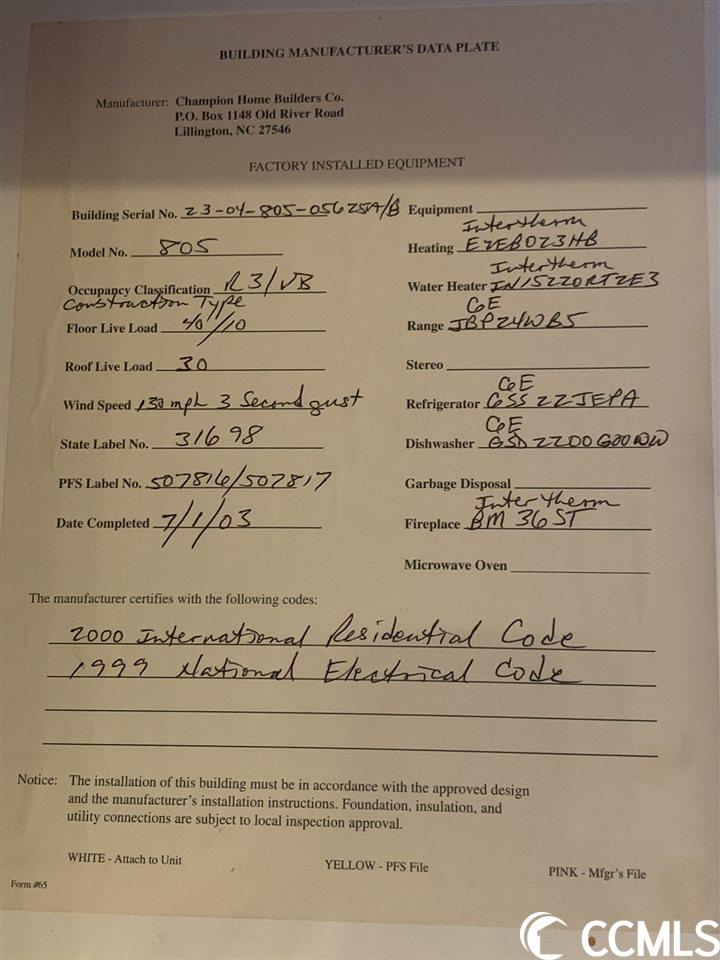 BUILDING MANUFACTURER'S DATA PLATE
Manufacturer: Champion Home Builders Co.
P.O. Box 1148 Old River Road
Lillington, NC 27546
FACTORY INSTALLED EQUIPMENT
Building Serial No. 23-04-805-05625A/B
Model No. 805
Occupancy Classification R3/VB
Construction Type
Floor Live Load 40/10
Roof Live Load 30
Wind Speed 130 mph 3 Second gust
State Label No. 31698
PFS Label No. 507816/507817
Date Completed 7/1/03
Equipment
Intertherm
Heating E2EB023HB
Intertherm
Water Heater IN15220RT2E3
GE
Range JBP24WB5
Stereo
GE
Refrigerator GSS22JEPA
GE
Dishwasher GSD2200G00WW
Garbage Disposal
Intertherm
Fireplace BM36ST
Microwave Oven
The manufacturer certifies with the following codes:
2000 International Residential Code
1999 National Electrical Code
Notice: The installation of this building must be in accordance with the approved design
and the manufacturer's installation instructions. Foundation, insulation, and
utility connections are subject to local inspection approval.
WHITE - Attach to Unit YELLOW - PFS File PINK - Mfgr's File
Form #65
CCMLS